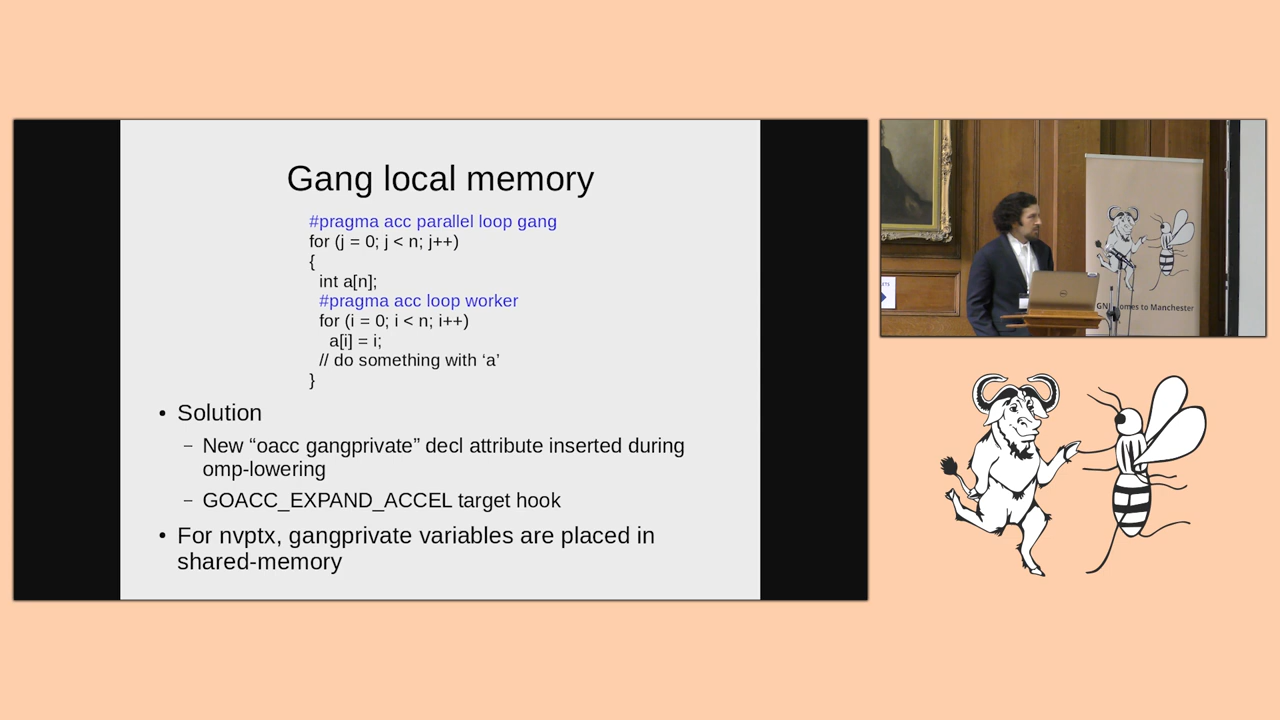 Gang local memory
#pragma acc parallel loop gang
for (j = 0; j < n; j++)
{
int a[n];
#pragma acc loop worker
for (i = 0; i < n; i++)
a[i] = i;
// do something with ‘a’
}
• Solution
– New “oacc gangprivate” decl attribute inserted during
omp-lowering
– GOACC_EXPAND_ACCEL target hook
• For nvptx, gangprivate variables are placed in
shared-memory
to Manchester